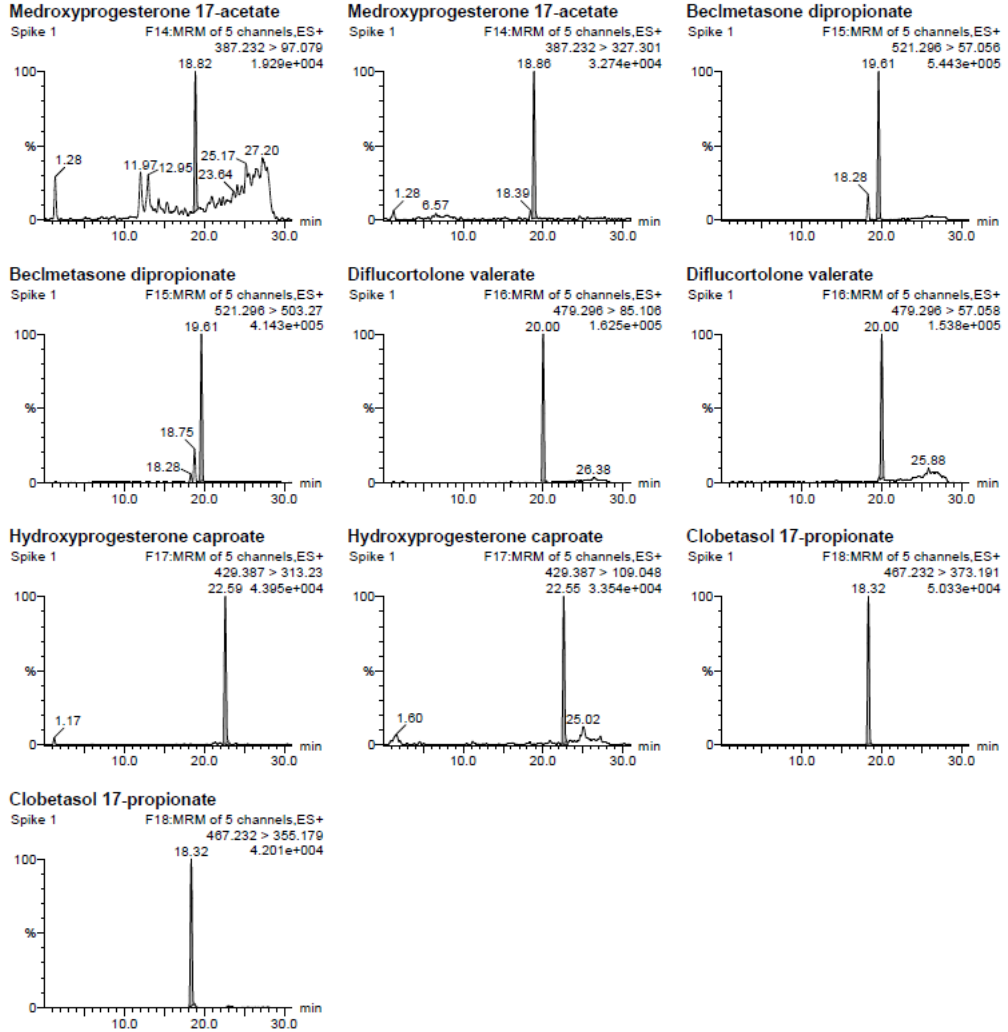 Medroxyprogesterone 17-acetate
Spike 1 F14:MRM of 5 channels,ES+
387.232 > 97.079
18.82 1.929e+004
100
%
0
1.28
11.97
12.95
23.64
25.17
27.20
min
10.0 20.0 30.0
Medroxyprogesterone 17-acetate
Spike 1 F14:MRM of 5 channels,ES+
387.232 > 327.301
18.86 3.274e+004
100
%
0
1.28
6.57
18.39
min
10.0 20.0 30.0
Beclmetasone dipropionate
Spike 1 F15:MRM of 5 channels,ES+
521.296 > 57.056
19.61 5.443e+005
100
%
0
18.28
min
10.0 20.0 30.0
Beclmetasone dipropionate
Spike 1 F15:MRM of 5 channels,ES+
521.296 > 503.27
19.61 4.143e+005
100
%
0
18.75
18.28
min
10.0 20.0 30.0
Diflucortolone valerate
Spike 1 F16:MRM of 5 channels,ES+
479.296 > 85.106
20.00 1.625e+005
100
%
0
26.38
min
10.0 20.0 30.0
Diflucortolone valerate
Spike 1 F16:MRM of 5 channels,ES+
479.296 > 57.058
20.00 1.538e+005
100
%
0
25.88
min
10.0 20.0 30.0
Hydroxyprogesterone caproate
Spike 1 F17:MRM of 5 channels,ES+
429.387 > 313.23
22.59 4.395e+004
100
%
0
1.17
min
10.0 20.0 30.0
Hydroxyprogesterone caproate
Spike 1 F17:MRM of 5 channels,ES+
429.387 > 109.048
22.55 3.354e+004
100
%
0
1.60
25.02
min
10.0 20.0 30.0
Clobetasol 17-propionate
Spike 1 F18:MRM of 5 channels,ES+
467.232 > 373.191
18.32 5.033e+004
100
%
0
min
10.0 20.0 30.0
Clobetasol 17-propionate
Spike 1 F18:MRM of 5 channels,ES+
467.232 > 355.179
18.32 4.201e+004
100
%
0
min
10.0 20.0 30.0